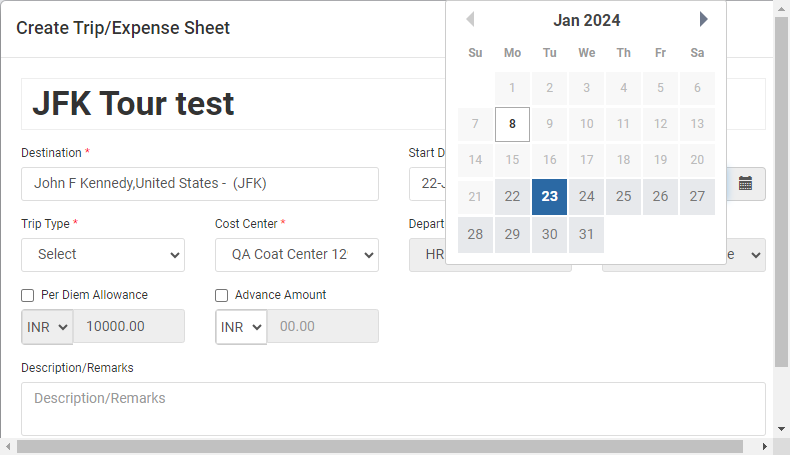 Create Trip/Expense Sheet
Jan 2024
Su Mo Tu We Th Fr Sa
1 2 3 4 5 6
7 8 9 10 11 12 13
14 15 16 17 18 19 20
21 22 23 24 25 26 27
28 29 30 31
JFK Tour test
Destination * Start D
John F Kennedy,United States - (JFK) 22-J
Trip Type * Cost Center * Depart
Select QA Coat Center 12 HR e
Per Diem Allowance Advance Amount
INR 10000.00 INR 00.00
Description/Remarks
Description/Remarks